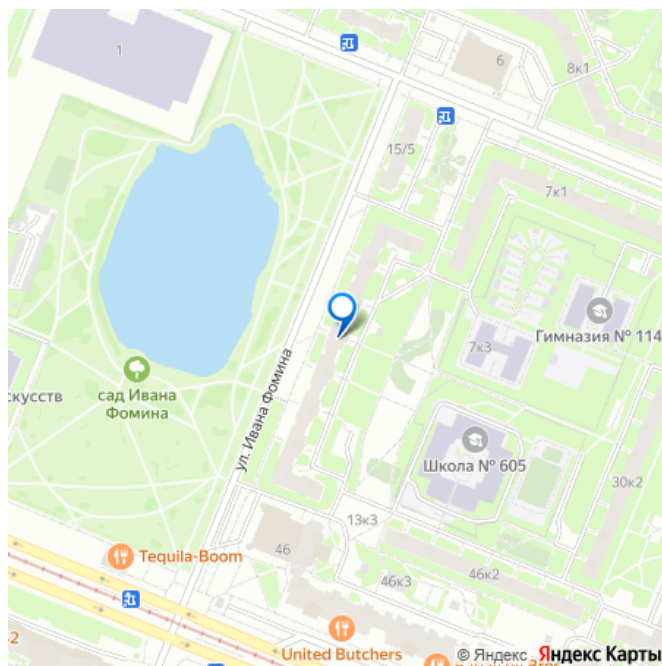 1
6
8к1
15/5
7к1
Гимназия № 114
7к3
сад Ивана
Фомина
скусств
ул. Ивана Фомина
Школа № 605
30к2
13к3
46
Tequila-Boom
46к3
46к2
United Butchers
© Яндекс Яндекс Карты